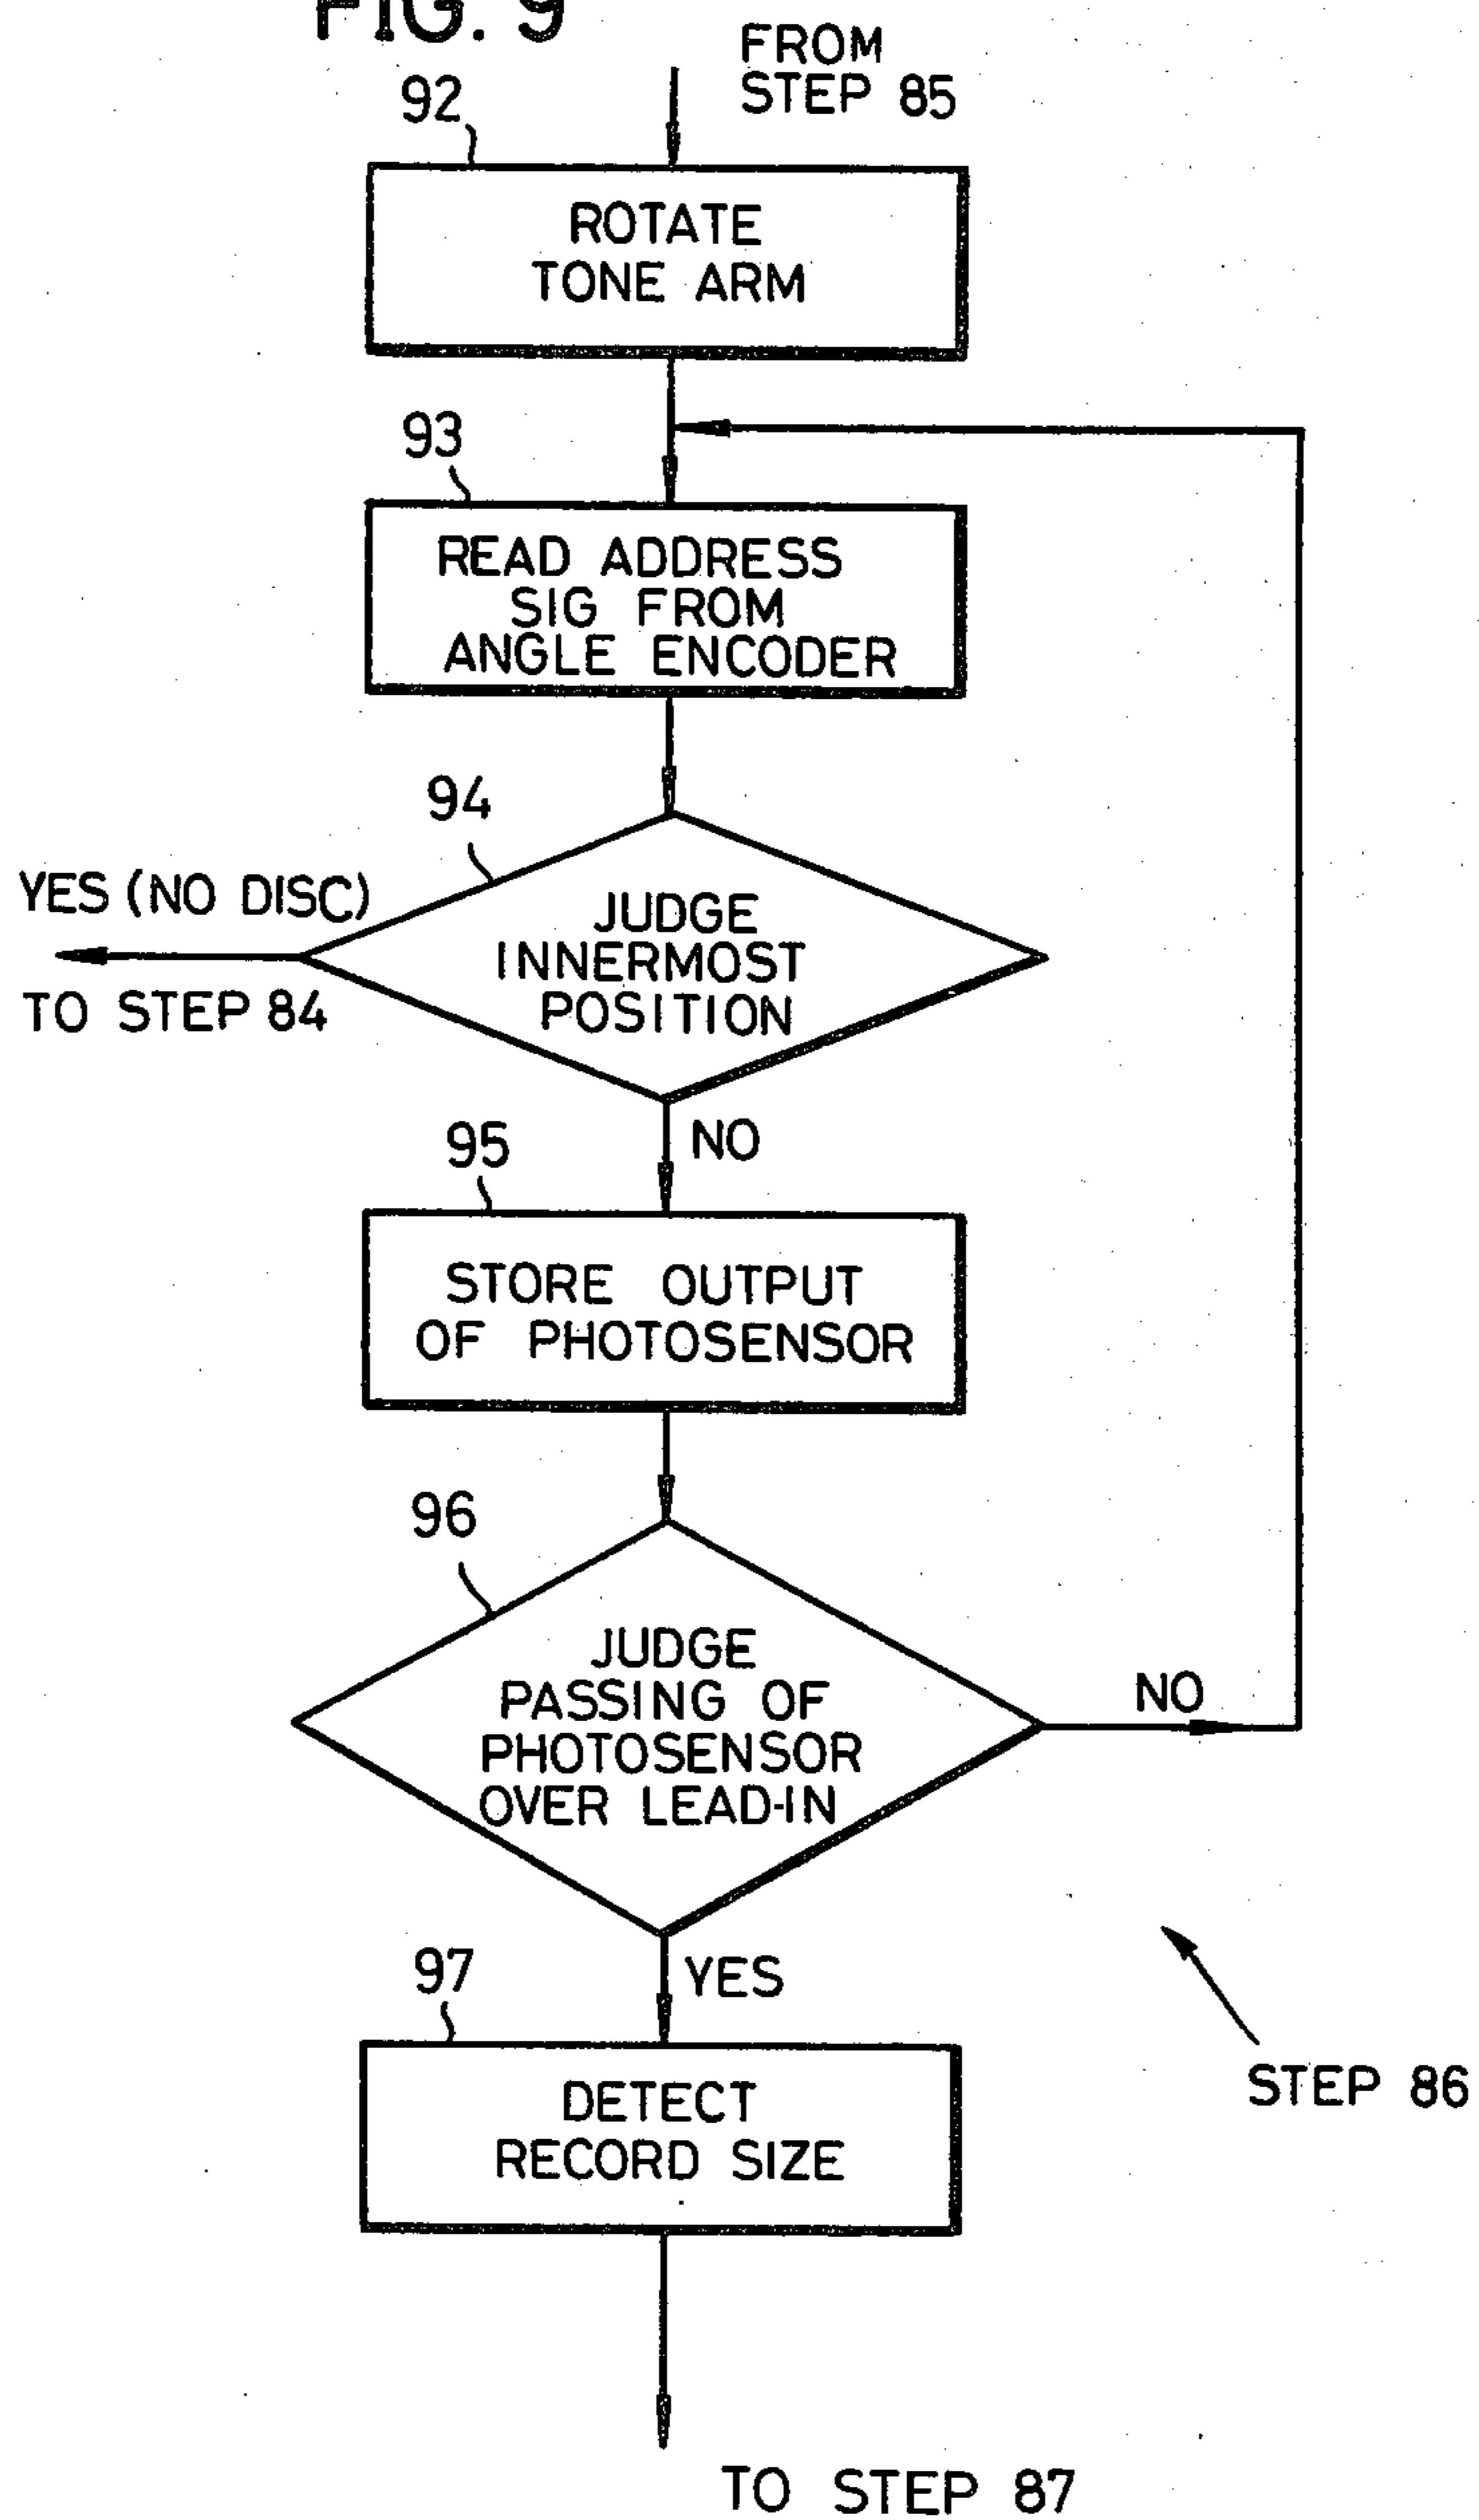 FIG. 9
FROM
STEP 85
92
ROTATE
TONE ARM
93
READ ADDRESS
SIG FROM
ANGLE ENCODER
94
YES (NO DISC)
TO STEP 84
JUDGE
INNERMOST
POSITION
NO
95
STORE OUTPUT
OF PHOTOSENSOR
96
JUDGE
PASSING OF
PHOTOSENSOR
OVER LEAD-IN
NO
YES
97
DETECT
RECORD SIZE
STEP 86
TO STEP 87